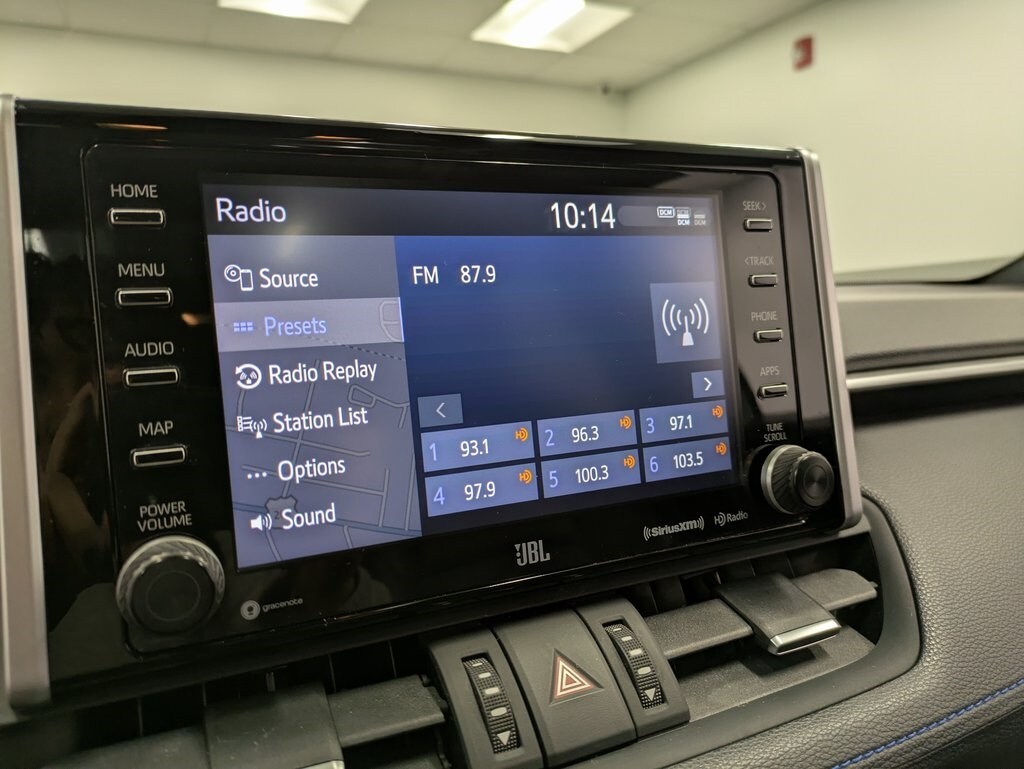 HOME
MENU
AUDIO
MAP
POWER
VOLUME
Radio
10:14
DCM
DCM
DCM
Source
Presets
Radio Replay
Station List
Options
Sound
FM 87.9
1 93.1
2 96.3
3 97.1
4 97.9
5 100.3
6 103.5
SEEK >
< TRACK
PHONE
APPS
TUNE
SCROLL
gracenote
JBL
SiriusXM
HD Radio